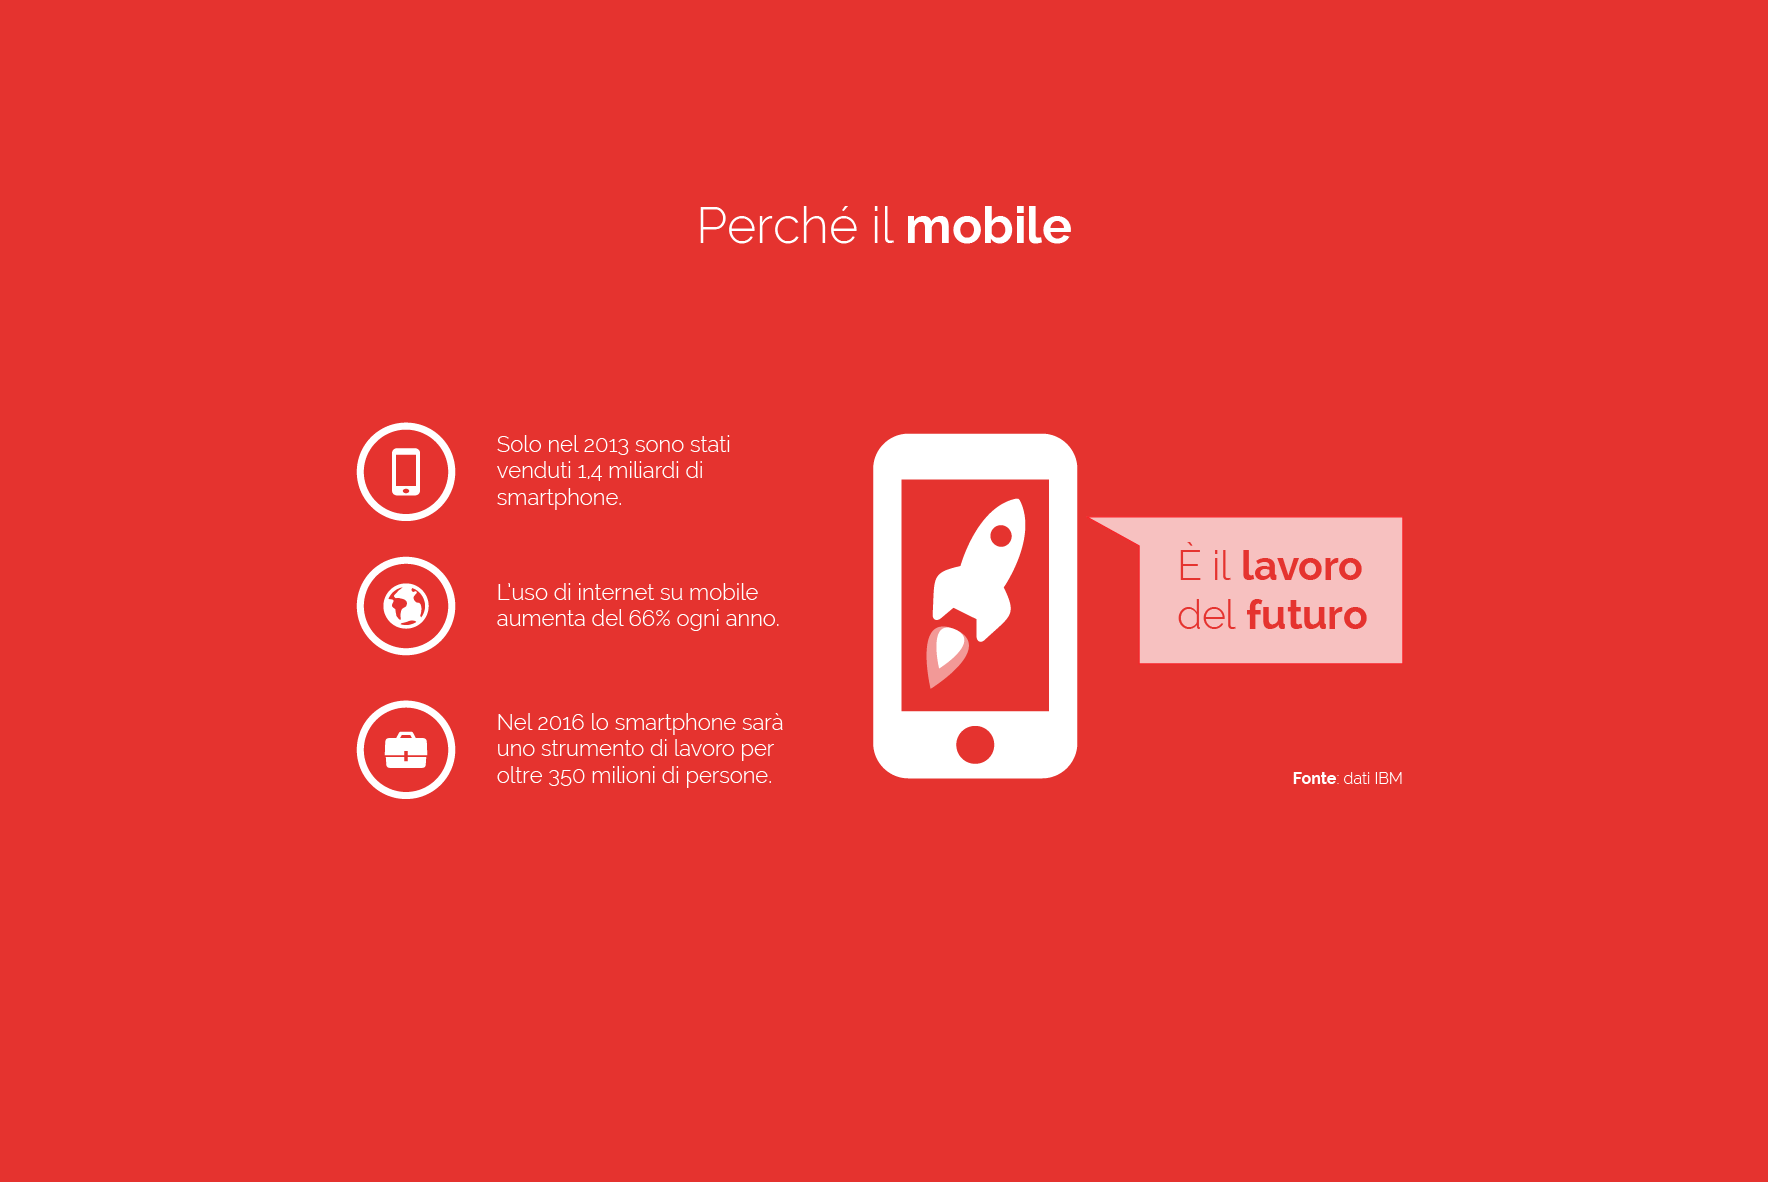 Perché il mobile
Solo nel 2013 sono stati
venduti 1,4 miliardi di
smartphone.
L'uso di internet su mobile
aumenta del 66% ogni anno.
Nel 2016 lo smartphone sarà
uno strumento di lavoro per
oltre 350 milioni di persone.
È il lavoro
del futuro
Fonte: dati IBM